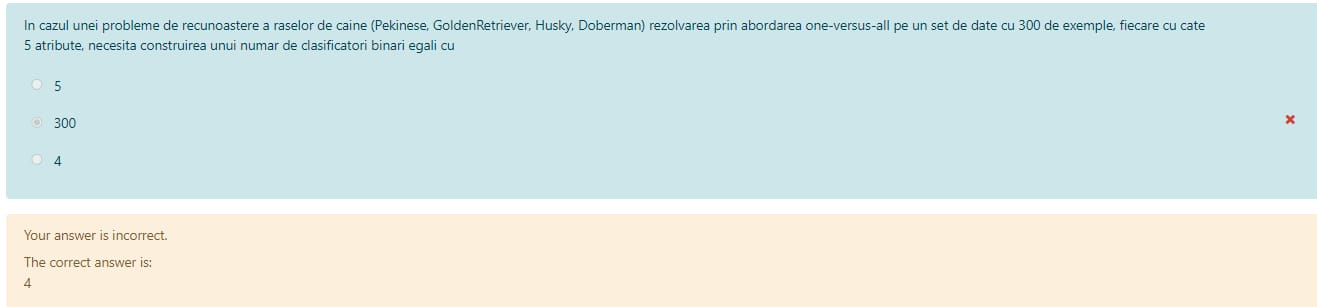 In cazul unei probleme de recunoastere a raselor de caine (Pekinese, GoldenRetriever, Husky, Doberman) rezolvarea prin abordarea one-versus-all pe un set de date cu 300 de exemple, fiecare cu cate
5 atribute, necesita construirea unui numar de clasificatori binari egali cu
5
300
4
Your answer is incorrect.
The correct answer is:
4